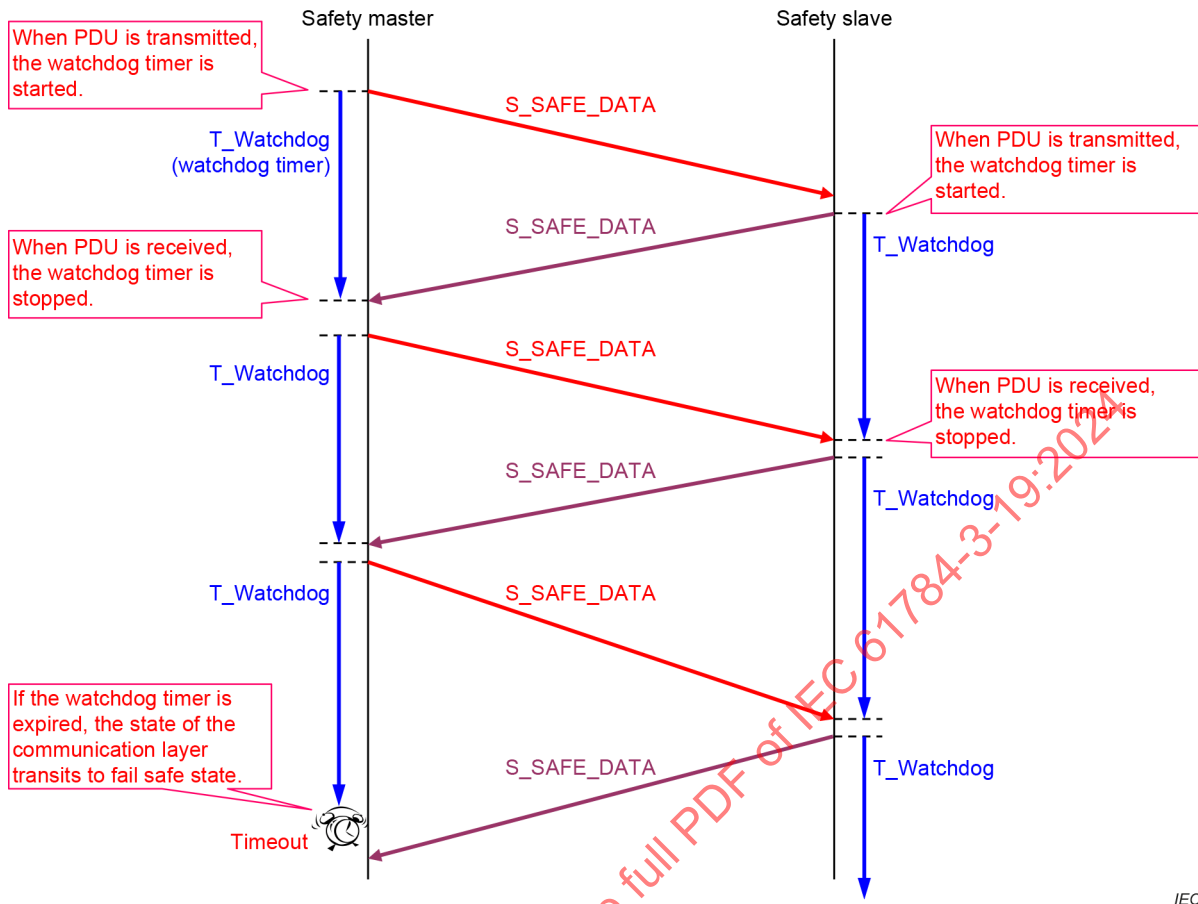 Safety master
Safety slave
When PDU is transmitted,
the watchdog timer is
started.
S_SAFE_DATA
T_Watchdog
(watchdog timer)
When PDU is transmitted,
the watchdog timer is
started.
S_SAFE_DATA
T_Watchdog
When PDU is received,
the watchdog timer is
stopped.
S_SAFE_DATA
T_Watchdog
When PDU is received,
the watchdog timer is
stopped.
S_SAFE_DATA
T_Watchdog
T_Watchdog
S_SAFE_DATA
If the watchdog timer is
expired, the state of the
communication layer
transits to fail safe state.
S_SAFE_DATA
T_Watchdog
Timeout
full PDF of IEC 61784-3-19:2024
IEC